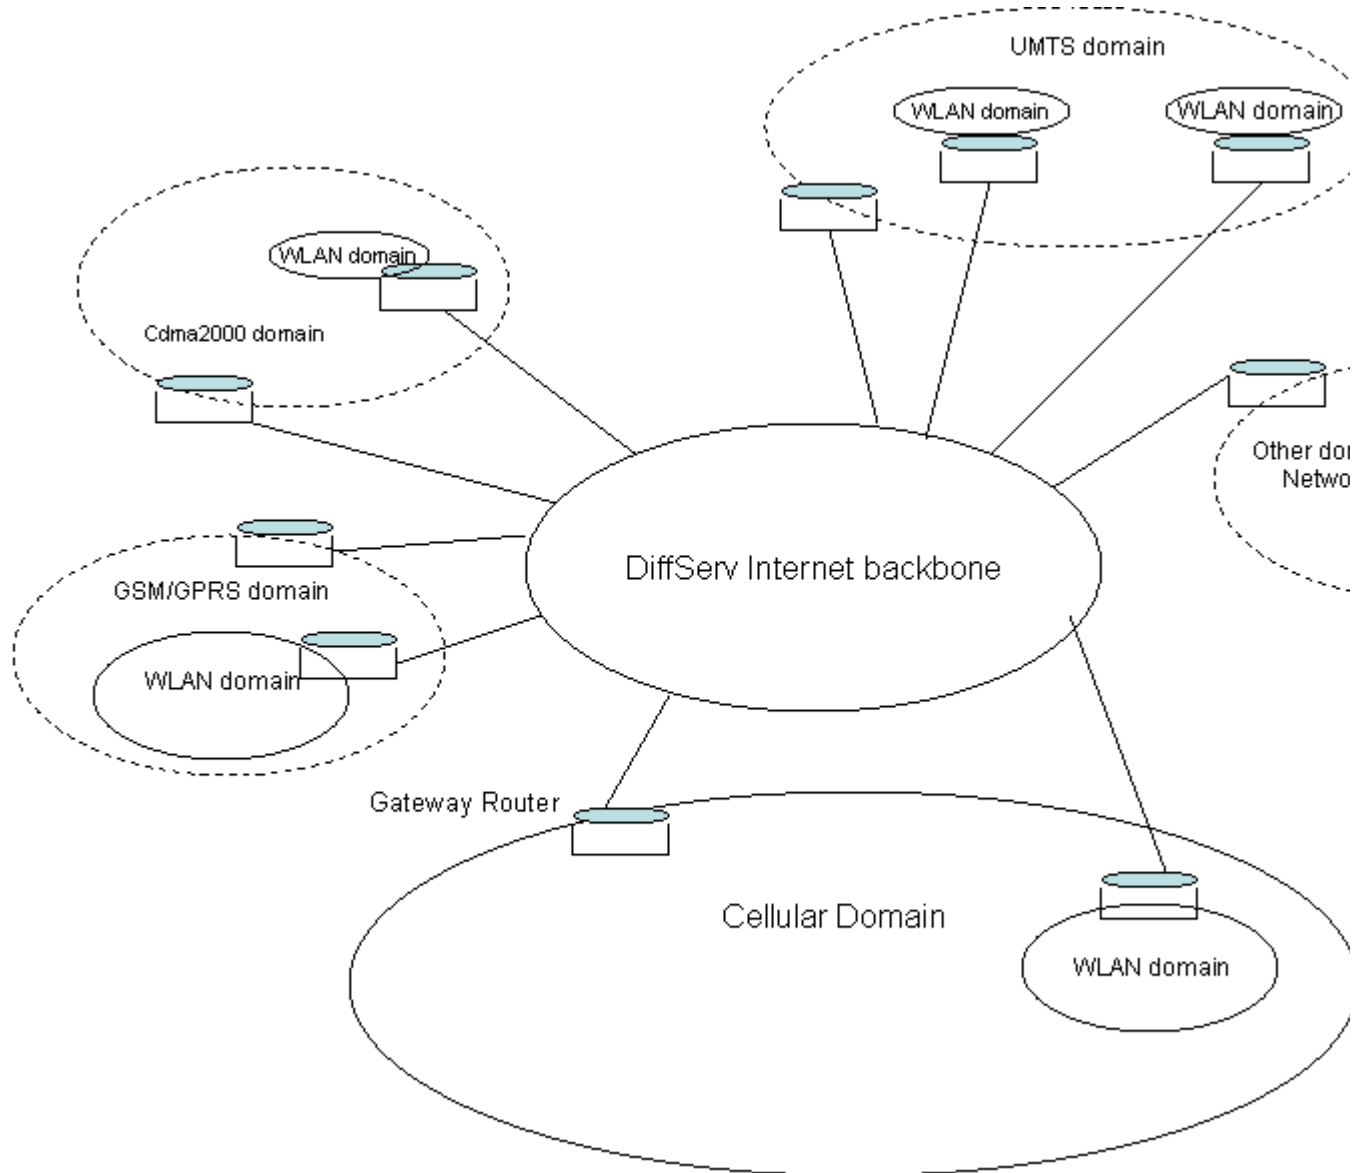 UMTS domain
WLAN domain
WLAN domain
WLAN domain
Cdma2000 domain
Other
DiffServ Internet backbone
GSM/GPRS domain
WLAN domain
Gateway Router
Cellular Domain
WLAN domain